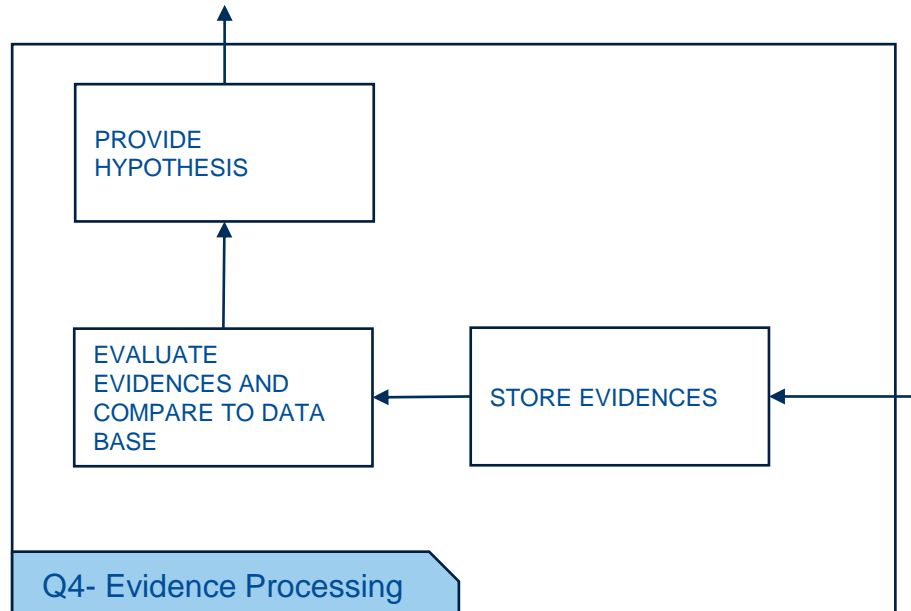 PROVIDE
HYPOTHESIS
EVALUATE
EVIDENCES AND
COMPARE TO DATA
BASE
STORE EVIDENCES
Q4- Evidence Processing